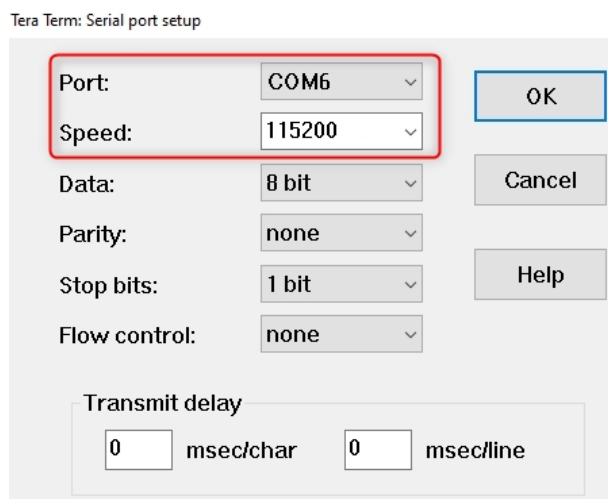 Tera Term: Serial port setup
Port: COM6
OK
Speed: 115200
Data: 8 bit
Cancel
Parity: none
Stop bits: 1 bit
Help
Flow control: none
Transmit delay
0 msec/char 0 msec/line